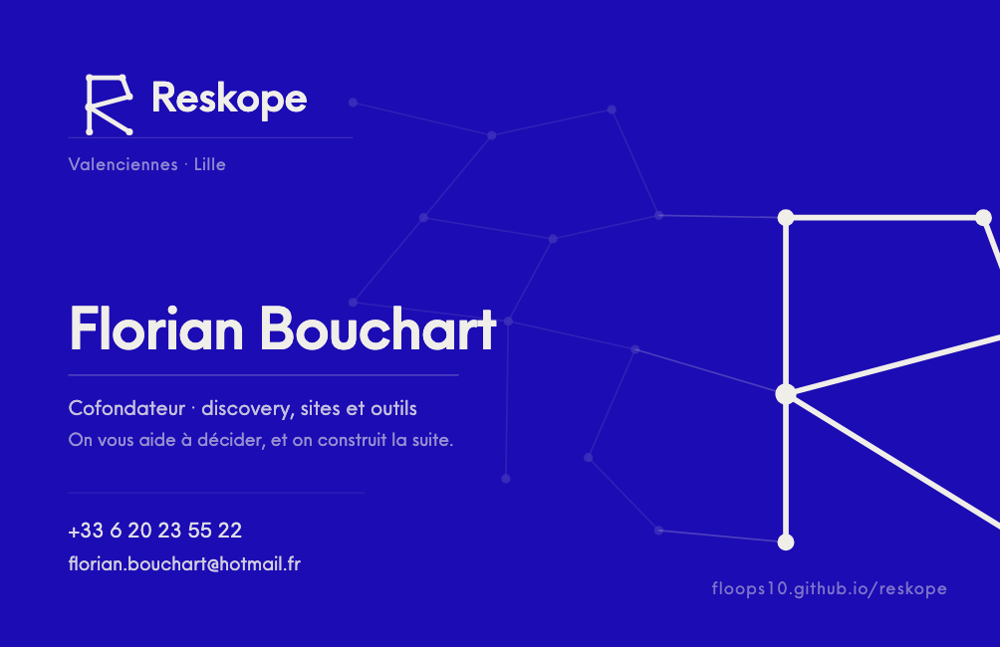 Reskope
Valenciennes · Lille
Florian Bouchart
Cofondateur · discovery, sites et outils
On vous aide à décider, et on construit la suite.
+33 6 20 23 55 22
florian.bouchart@hotmail.fr
floops10.github.io/reskope